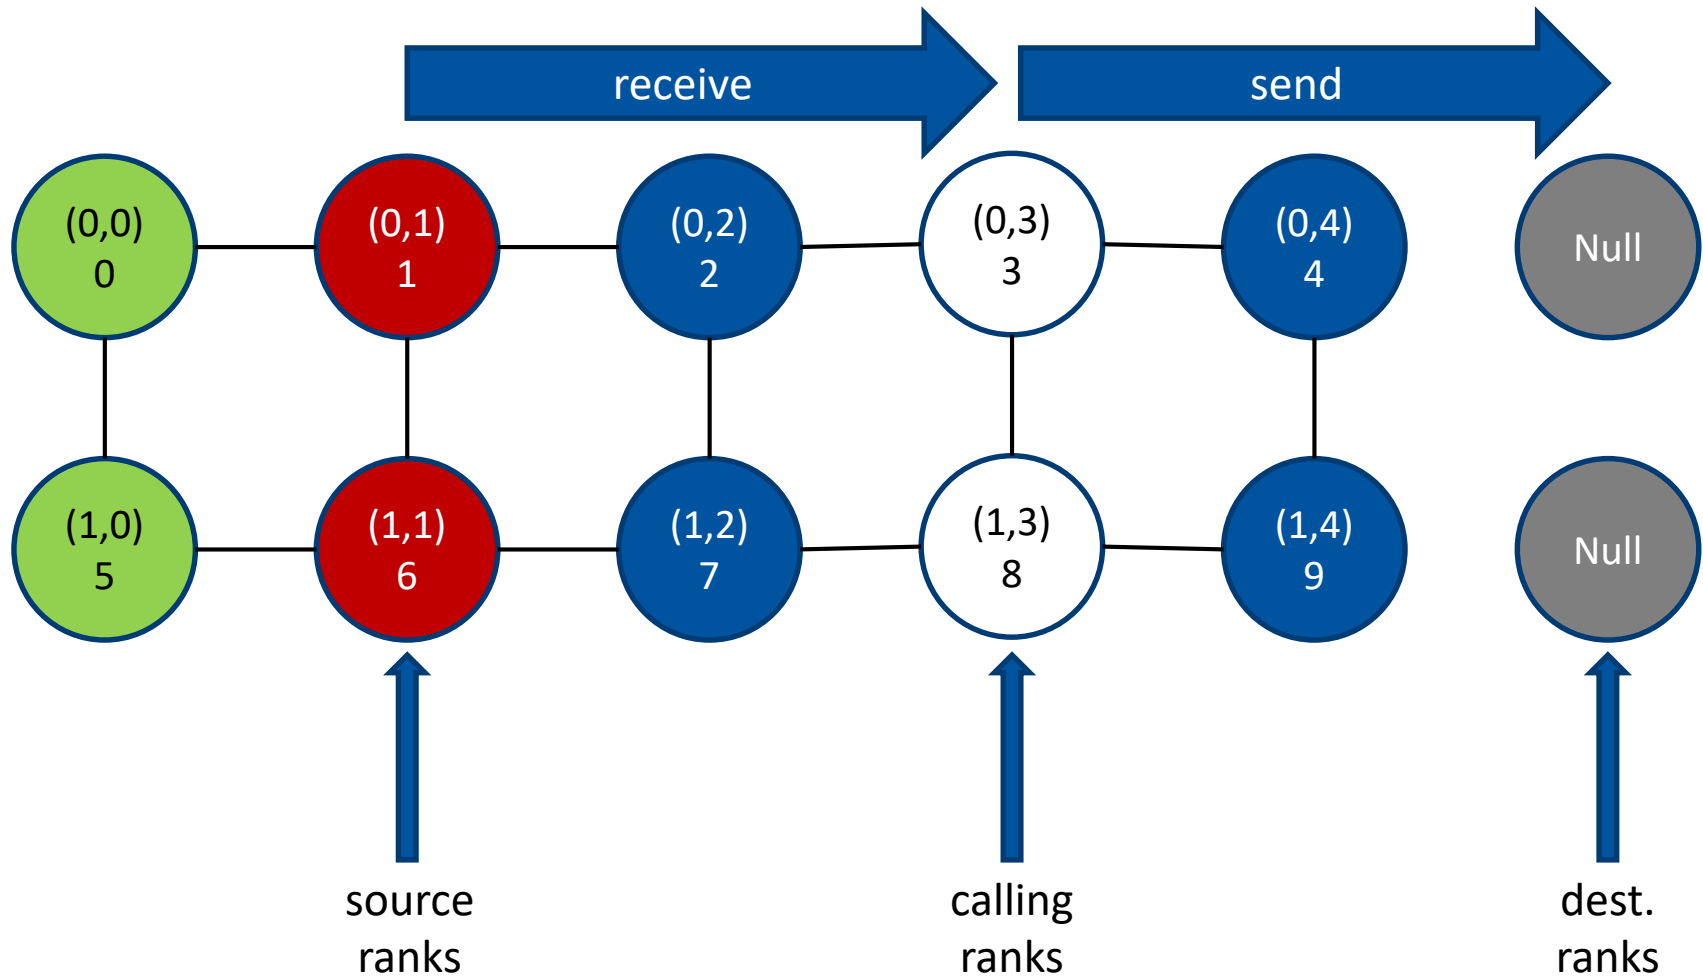 receive
send
(0,0)
0
(0,1)
1
(0,2)
2
(0,3)
3
(0,4)
4
Null
(1,0)
5
(1,1)
6
(1,2)
7
(1,3)
8
(1,4)
9
Null
source
ranks
calling
ranks
dest.
ranks